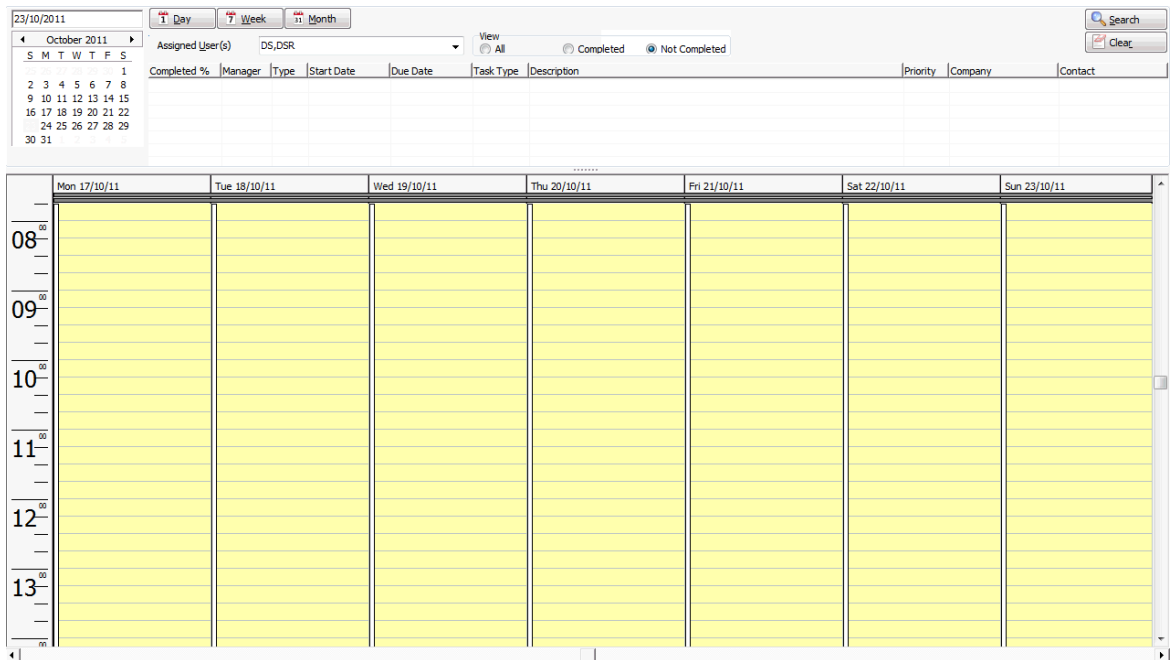 23/10/2011
1 Day 7 Week 31 Month
Search
October 2011
Assigned User(s) DS,DSR
View
All Completed Not Completed
Clear
S M T W T F S
1
2 3 4 5 6 7 8
9 10 11 12 13 14 15
16 17 18 19 20 21 22
24 25 26 27 28 29
30 31
Completed % Manager Type Start Date Due Date Task Type Description Priority Company Contact
Mon 17/10/11 Tue 18/10/11 Wed 19/10/11 Thu 20/10/11 Fri 21/10/11 Sat 22/10/11 Sun 23/10/11
08 00
09 00
10 00
11 00
12 00
13 00
00